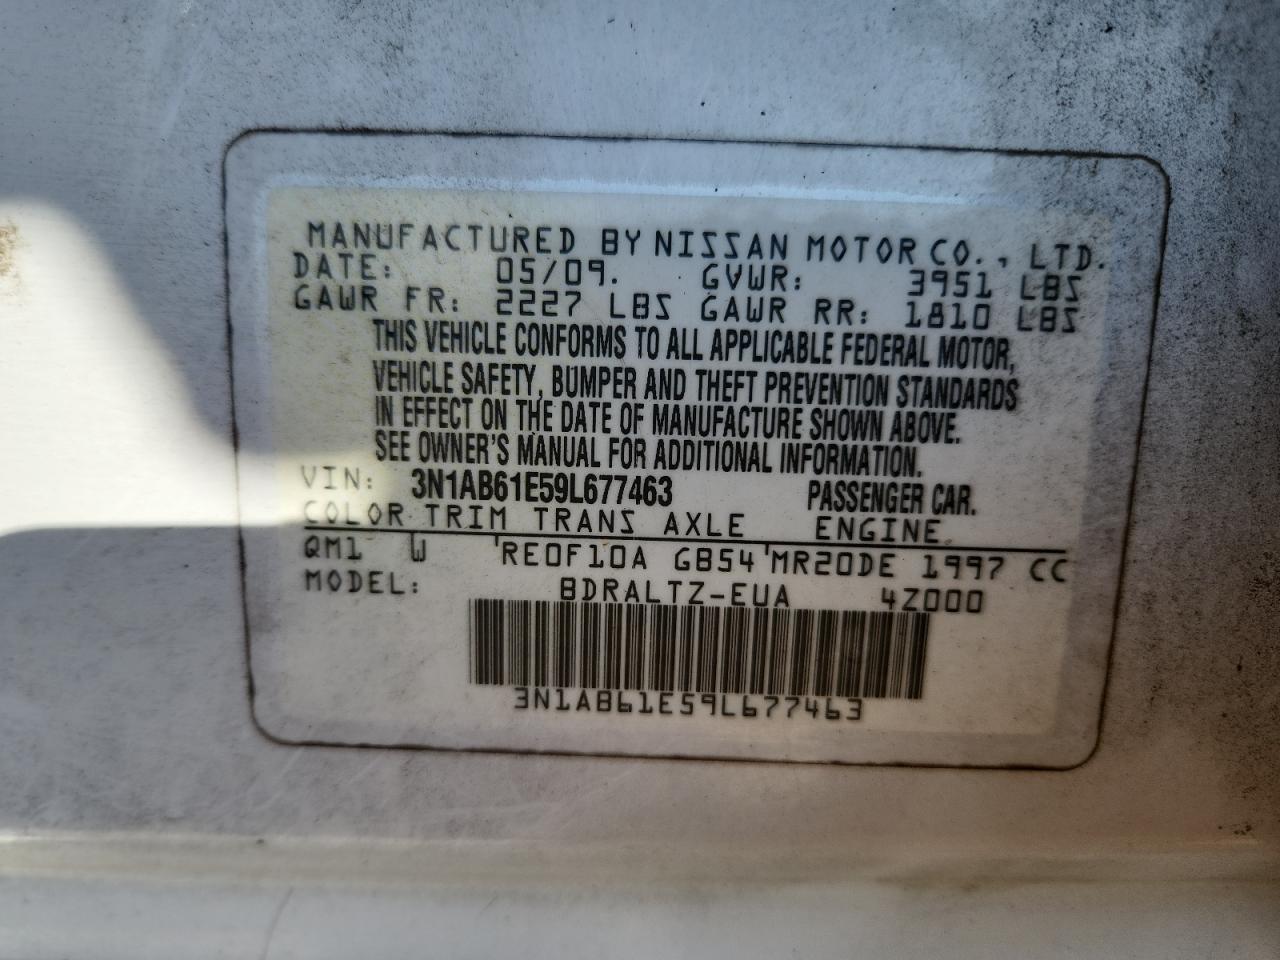 MANUFACTURED BY NISSAN MOTOR CO., LTD.
DATE: 05/09. GVWR: 3951 LBS
GAWR FR: 2227 LBS GAWR RR: 1810 LBS
THIS VEHICLE CONFORMS TO ALL APPLICABLE FEDERAL MOTOR,
VEHICLE SAFETY, BUMPER AND THEFT PREVENTION STANDARDS
IN EFFECT ON THE DATE OF MANUFACTURE SHOWN ABOVE.
SEE OWNER'S MANUAL FOR ADDITIONAL INFORMATION.
VIN: 3N1AB61E59L677463 PASSENGER CAR.
COLOR TRIM TRANS AXLE ENGINE
QM1 W 'RE0F10A GB54'MR20DE 1997 CC
MODEL: BDRALTZ-EUA 4Z000
3N1AB61E59L677463